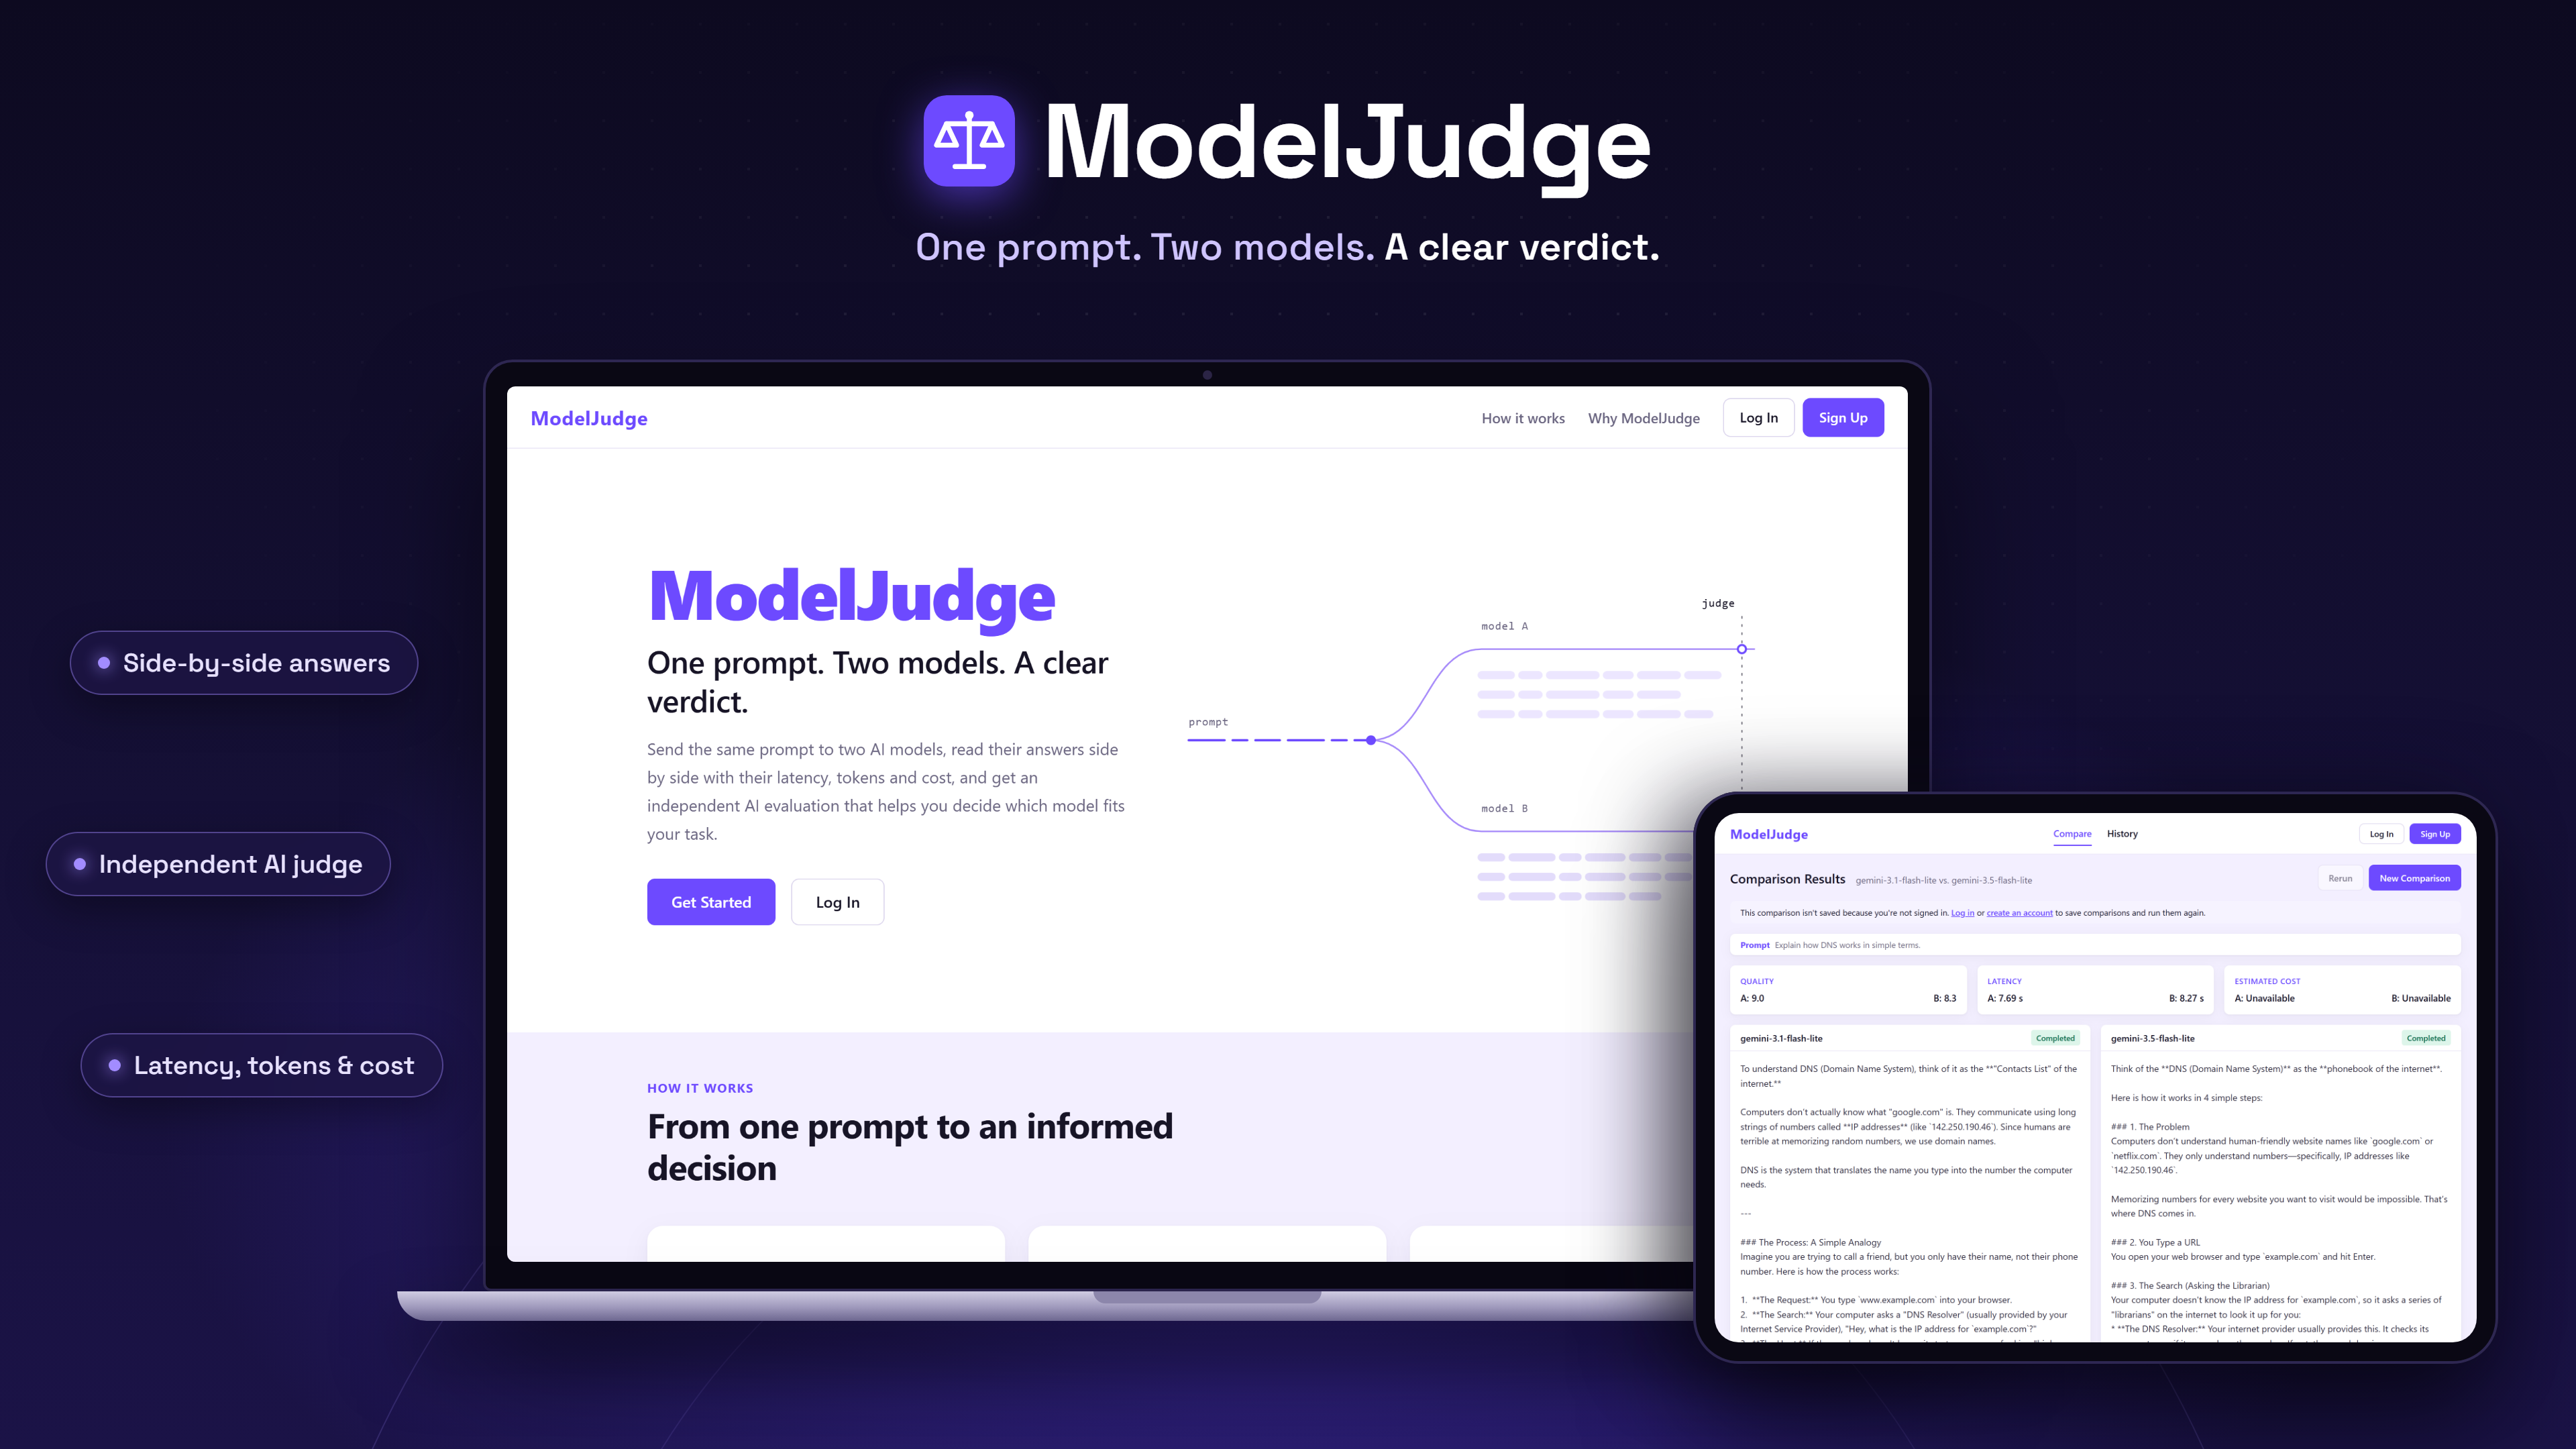 ModelJudge
One prompt. Two models. A clear verdict.
Side-by-side answers
Independent AI judge
Latency, tokens & cost
ModelJudge
How it works
Why ModelJudge
Log In
Sign Up
ModelJudge
One prompt. Two models. A clear
verdict.
Send the same prompt to two AI models, read their answers side
by side with their latency, tokens and cost, and get an
independent AI evaluation that helps you decide which model fits
your task.
Get Started
Log In
prompt
model A
judge
model B
HOW IT WORKS
From one prompt to an informed
decision
ModelJudge
Compare
History
Log In
Sign Up
Comparison Results
gemini-3.1-flash-lite vs. gemini-3.5-flash-lite
Rerun
New Comparison
This comparison isn't saved because you're not signed in. Log in or create an account to save comparisons and run them again.
Prompt Explain how DNS works in simple terms.
QUALITY
A: 9.0
B: 8.3
LATENCY
A: 7.69 s
B: 8.27 s
ESTIMATED COST
A: Unavailable
B: Unavailable
gemini-3.1-flash-lite
Completed
To understand DNS (Domain Name System), think of it as the **"Contacts List" of the
internet.**
Computers don't actually know what "google.com" is. They communicate using long
strings of numbers called **IP addresses** (like `142.250.190.46`). Since humans are
terrible at memorizing random numbers, we use domain names.
DNS is the system that translates the name you type into the number the computer
needs.
---
### The Process: A Simple Analogy
Imagine you are trying to call a friend, but you only have their name, not their phone
number. Here is how the process works:
1. **The Request:** You type `www.example.com` into your browser.
2. **The Search:** Your computer asks a "DNS Resolver" (usually provided by your
Internet Service Provider), "Hey, what is the IP address for `example.com`?"
gemini-3.5-flash-lite
Completed
Think of the **DNS (Domain Name System)** as the **phonebook of the internet**.
Here is how it works in 4 simple steps:
### 1. The Problem
Computers don't understand human-friendly website names like `google.com` or
`netflix.com`. They only understand numbers—specifically, IP addresses like
`142.250.190.46`.
Memorizing numbers for every website you want to visit would be impossible. That's
where DNS comes in.
### 2. You Type a URL
You open your web browser and type `example.com` and hit Enter.
### 3. The Search (Asking the Librarian)
Your computer doesn't know the IP address for `example.com`, so it asks a series of
"librarians" on the internet to look it up for you:
* **The DNS Resolver:** Your internet provider usually provides this. It checks its